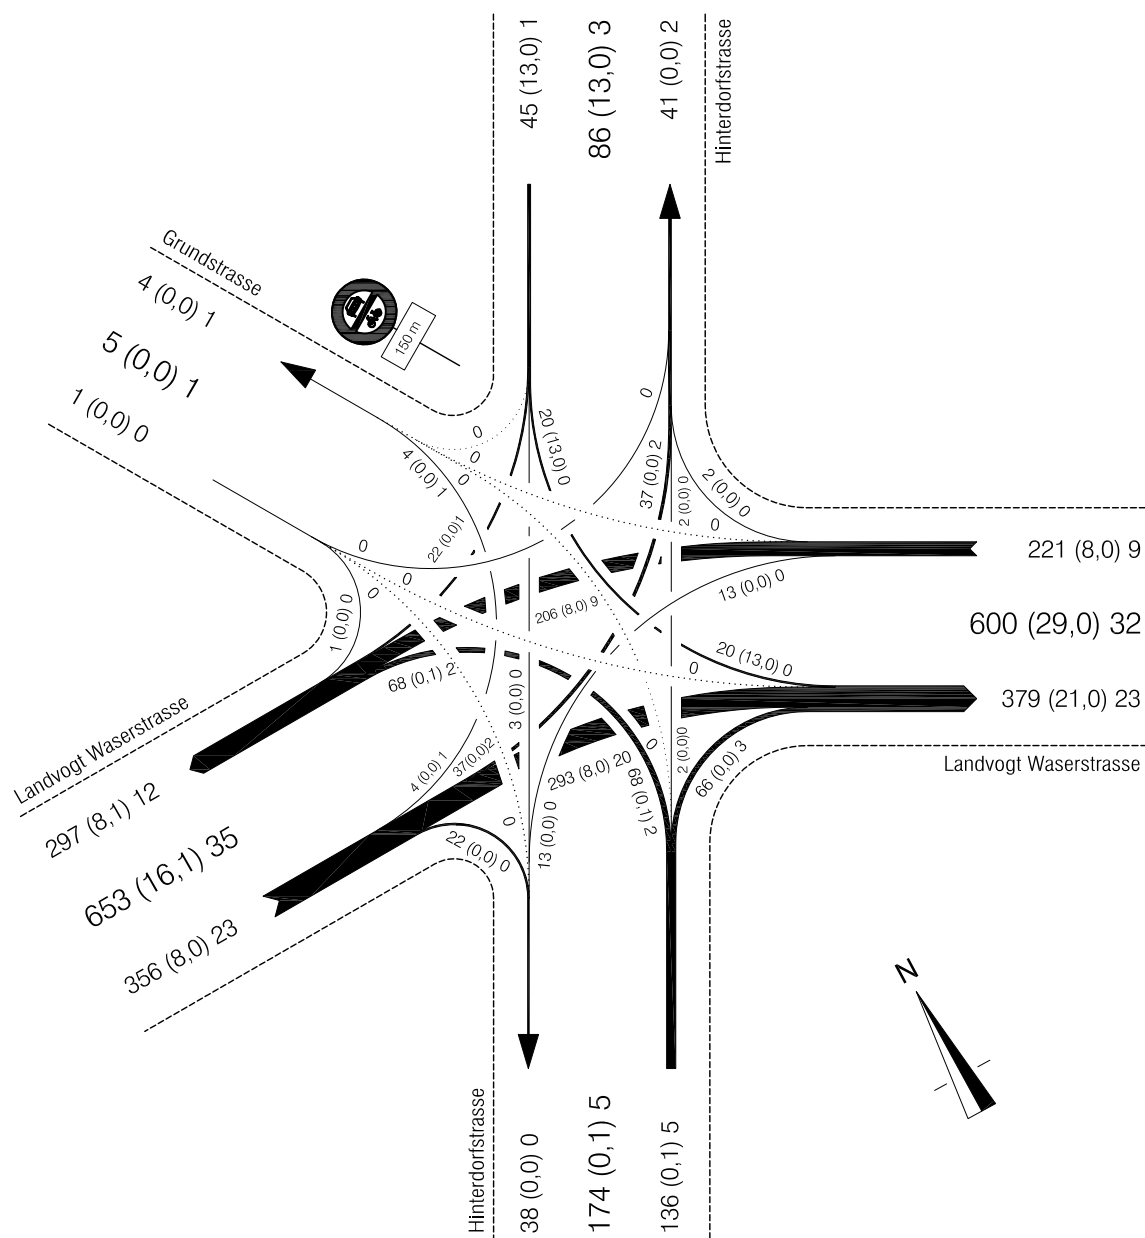 45 (13,0) 1
86 (13,0) 3
41 (0,0) 2
Hinterdorfstrasse
Grundstrasse
4 (0,0) 1
5 (0,0) 1
1 (0,0) 0
150 m
0
0
0
4 (0,0) 1
20 (13,0) 0
0
37 (0,0) 2
2 (0,0) 0
2 (0,0) 0
0
22 (0,0)1
0
0
0
1 (0,0) 0
206 (8,0) 9
13 (0,0) 0
221 (8,0) 9
600 (29,0) 32
379 (21,0) 23
Landvogt Waserstrasse
68 (0,1) 2
3 (0,0) 0
20 (13,0) 0
0
Landvogt Waserstrasse
297 (8,1) 12
653 (16,1) 35
356 (8,0) 23
4 (0,0) 1
37(0,0)2
293 (8,0) 20
0
68 (0,1) 2
2 (0,0)0
66 (0,0) 3
22 (0,0) 0
0
13 (0,0) 0
N
Hinterdorfstrasse
38 (0,0) 0
174 (0,1) 5
136 (0,1) 5